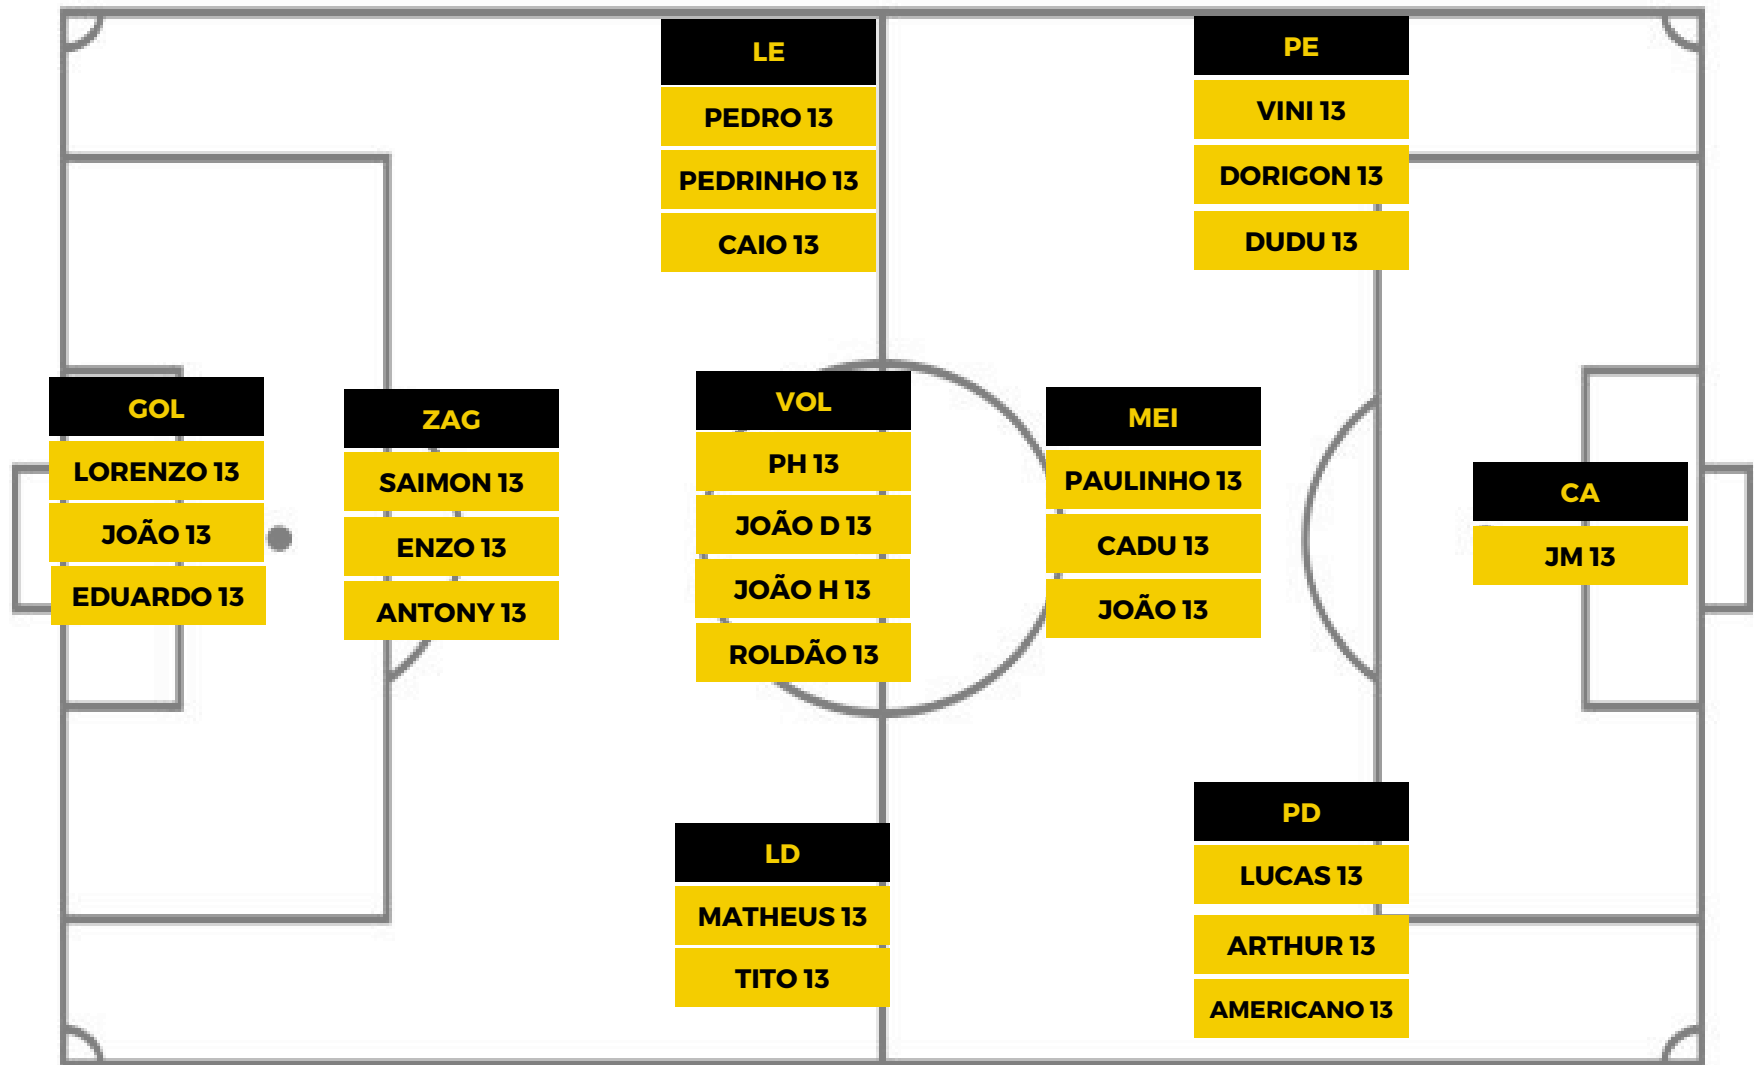 LE
PEDRO 13
PEDRINHO 13
CAIO 13
PE
VINI 13
DORIGON 13
DUDU 13
GOL
LORENZO 13
JOÃO 13
EDUARDO 13
ZAG
SAIMON 13
ENZO 13
ANTONY 13
VOL
PH 13
JOÃO D 13
JOÃO H 13
ROLDÃO 13
MEI
PAULINHO 13
CADU 13
JOÃO 13
CA
JM 13
LD
MATHEUS 13
TITO 13
PD
LUCAS 13
ARTHUR 13
AMERICANO 13